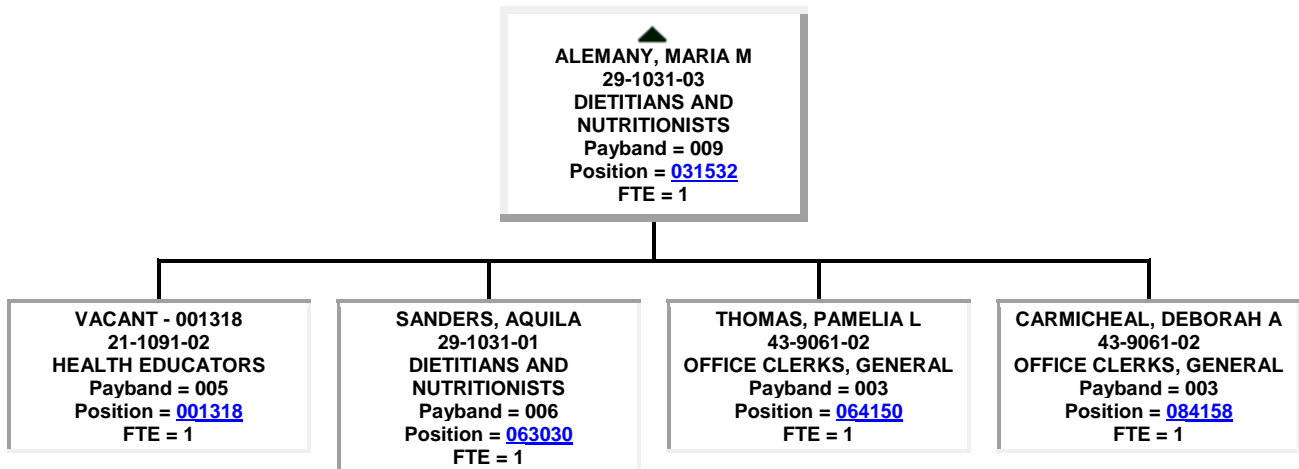 ALEMANY, MARIA M
29-1031-03
DIETITIANS AND
NUTRITIONISTS
Payband = 009
Position = 031532
FTE = 1
VACANT - 001318
21-1091-02
HEALTH EDUCATORS
Payband = 005
Position = 001318
FTE = 1
SANDERS, AQUILA
29-1031-01
DIETITIANS AND
NUTRITIONISTS
Payband = 006
Position = 063030
FTE = 1
THOMAS, PAMELIA L
43-9061-02
OFFICE CLERKS, GENERAL
Payband = 003
Position = 064150
FTE = 1
CARMICHEAL, DEBORAH A
43-9061-02
OFFICE CLERKS, GENERAL
Payband = 003
Position = 084158
FTE = 1